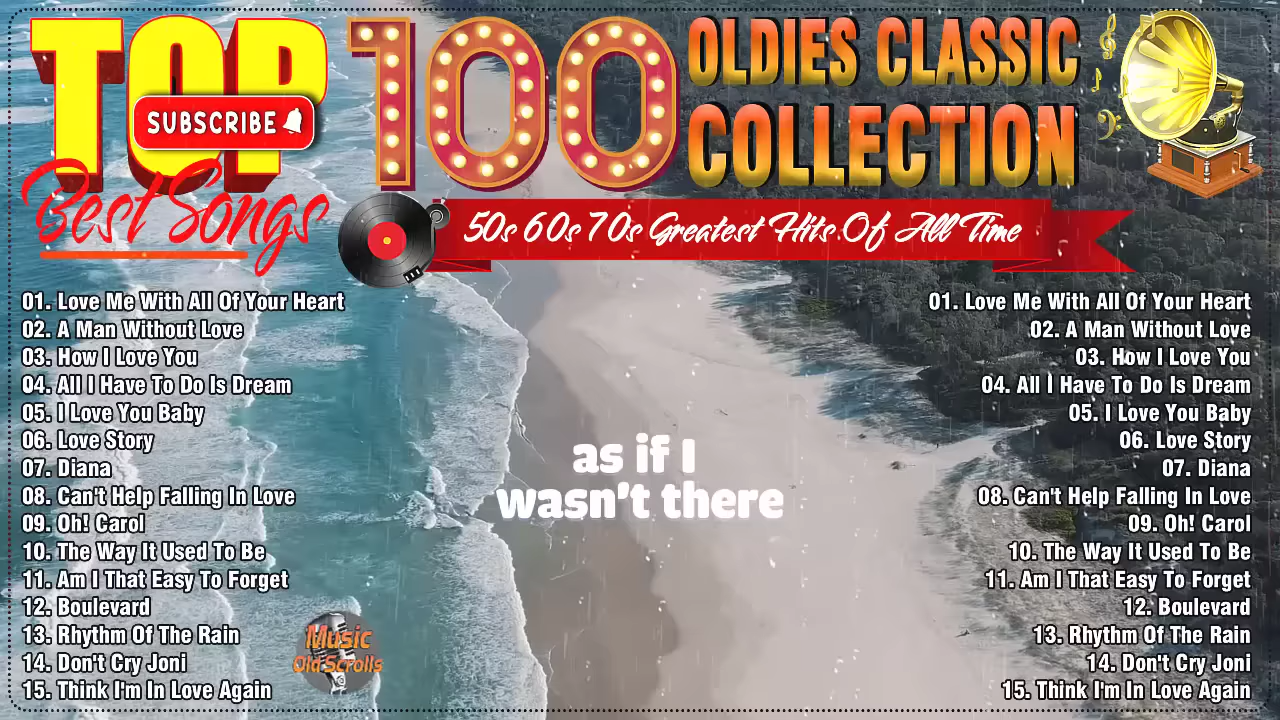 TOP 100 OLDIES CLASSIC
COLLECTION
SUBSCRIBE
Best Songs
50s 60s 70s Greatest Hits Of All Time
01. Love Me With All Of Your Heart
02. A Man Without Love
03. How I Love You
04. All I Have To Do Is Dream
05. I Love You Baby
06. Love Story
07. Diana
08. Can't Help Falling In Love
09. Oh! Carol
10. The Way It Used To Be
11. Am I That Easy To Forget
12. Boulevard
13. Rhythm Of The Rain
14. Don't Cry Joni
15. Think I'm In Love Again
as if I
wasn't there
Music
Old Scrolls
01. Love Me With All Of Your Heart
02. A Man Without Love
03. How I Love You
04. All I Have To Do Is Dream
05. I Love You Baby
06. Love Story
07. Diana
08. Can't Help Falling In Love
09. Oh! Carol
10. The Way It Used To Be
11. Am I That Easy To Forget
12. Boulevard
13. Rhythm Of The Rain
14. Don't Cry Joni
15. Think I'm In Love Again